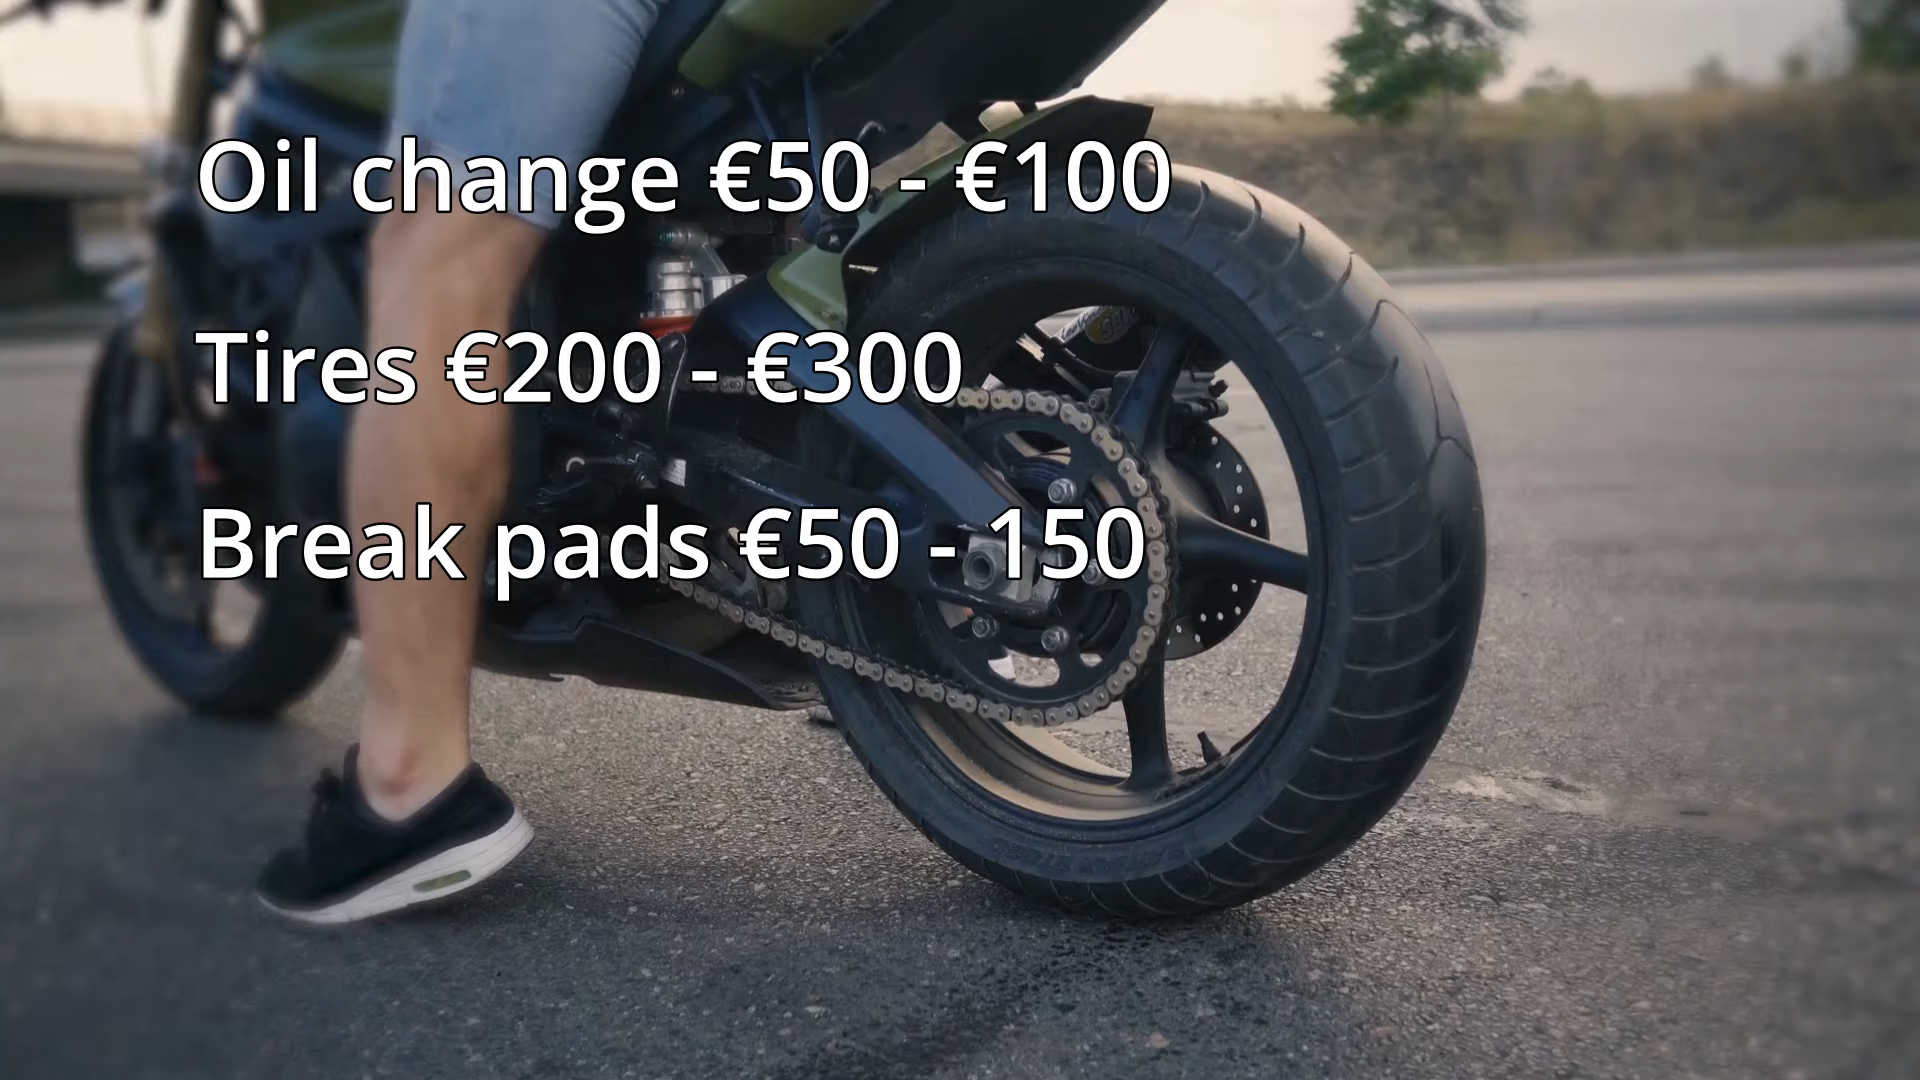 Oil change €50 - €100
Tires €200 - €300
Break pads €50 - 150